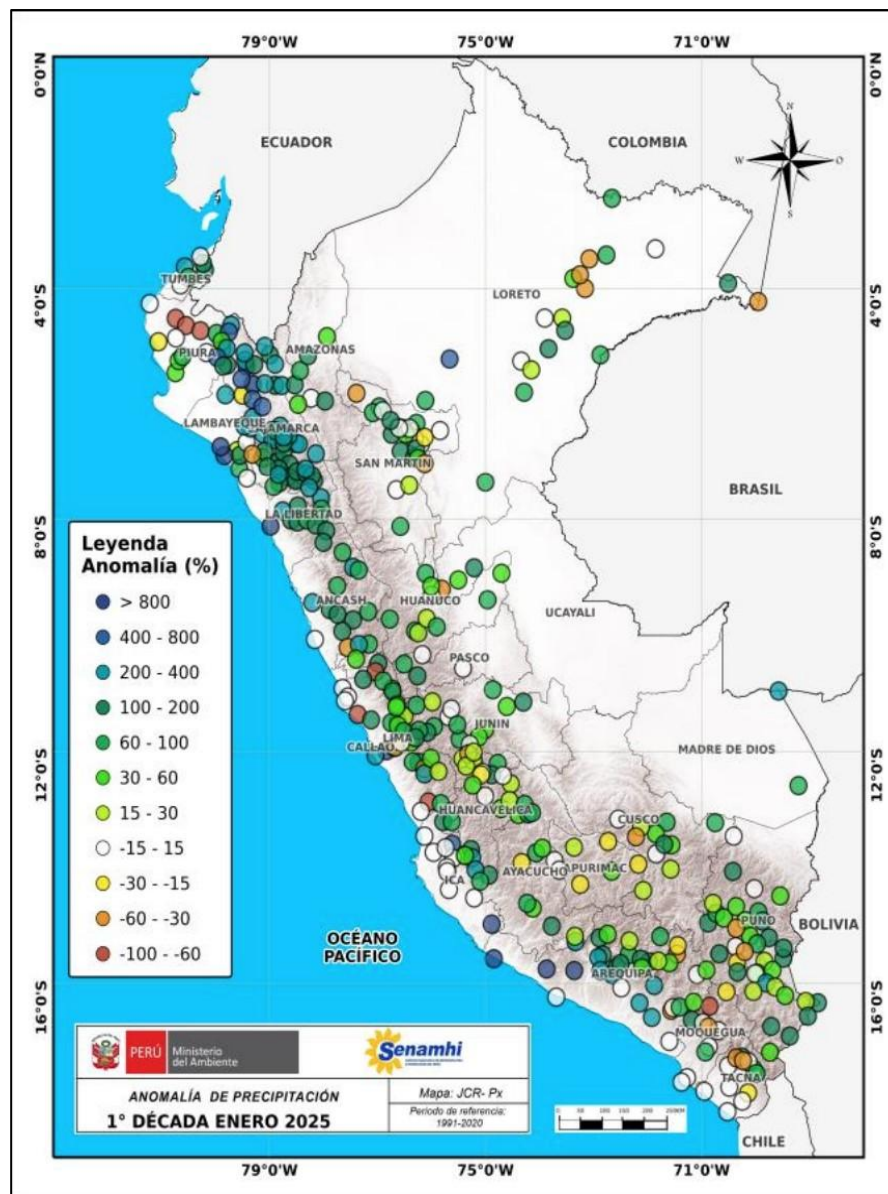 79°0'W 75°0'W 71°0'W
0°0'N
4°0'S
8°0'S
12°0'S
16°0'S
0°0'N
4°0'S
8°0'S
12°0'S
16°0'S
N
W
O
S
ECUADOR
COLOMBIA
BRASIL
BOLIVIA
CHILE
OCÉANO
PACÍFICO
TUMBES
LORETO
PIURA
AMAZONAS
LAMBAYEQUE
CAJAMARCA
SAN MARTIN
LA LIBERTAD
ANCASH
HUANUCO
UCAYALI
PASCO
JUNIN
LIMA
CALLAO
MADRE DE DIOS
HUANCAVELICA
CUSCO
AYACUCHO
APURIMAC
ICA
PUNO
AREQUIPA
MOQUEGUA
TACNA
Leyenda
Anomalía (%)
> 800
400 - 800
200 - 400
100 - 200
60 - 100
30 - 60
15 - 30
-15 - 15
-30 - -15
-60 - -30
-100 - -60
PERÚ
Ministerio
del Ambiente
Senamhi
ANOMALÍA DE PRECIPITACIÓN
1° DÉCADA ENERO 2025
Mapa: JCR- Px
Periodo de referencia:
1991-2020
79°0'W 75°0'W 71°0'W